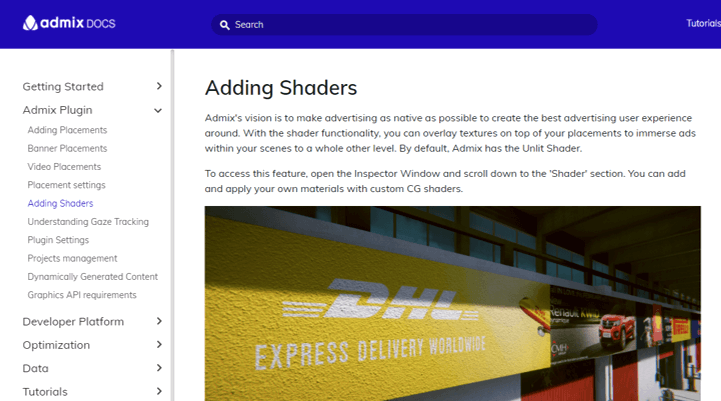 admix DOCS
Search
Tutorials
Getting Started
Admix Plugin
Adding Placements
Banner Placements
Video Placements
Placement settings
Adding Shaders
Understanding Gaze Tracking
Plugin Settings
Projects management
Dynamically Generated Content
Graphics API requirements
Developer Platform
Optimization
Data
Tutorials
Adding Shaders
Admix's vision is to make advertising as native as possible to create the best advertising user experience
around. With the shader functionality, you can overlay textures on top of your placements to immerse ads
within your scenes to a whole other level. By default, Admix has the Unlit Shader.
To access this feature, open the Inspector Window and scroll down to the 'Shader' section. You can add
and apply your own materials with custom CG shaders.
DHL
EXPRESS DELIVERY WORLDWIDE
Renault KWID
CMH